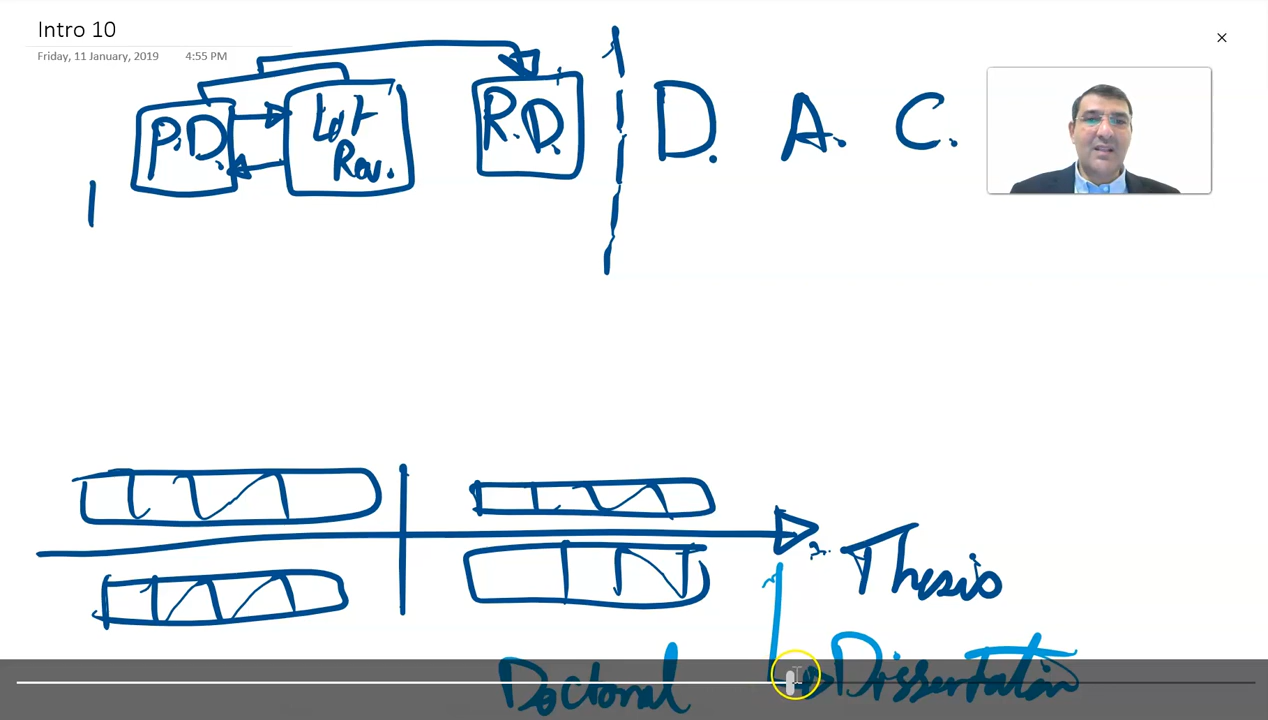 Intro 10
Friday, 11 January, 2019 4:55 PM
P.D. Lit Rev. R.D. D. A. C.
Thesis
Doctoral Dissertation